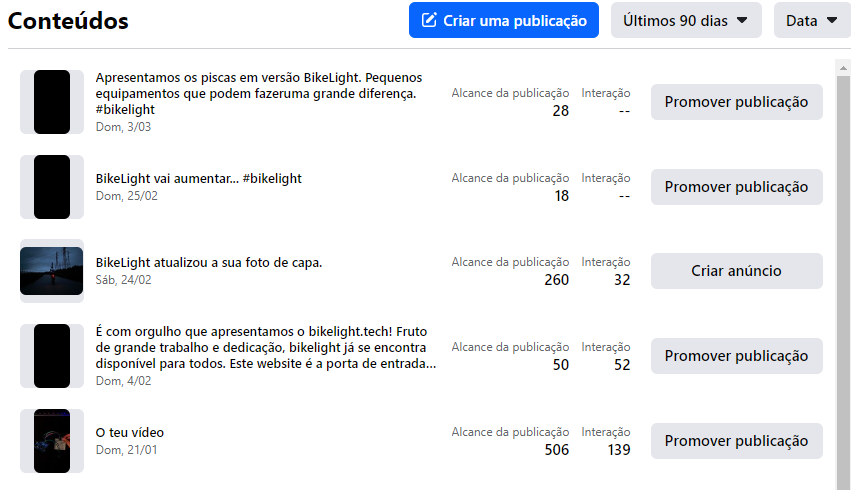 Conteúdos
Criar uma publicação
Últimos 90 dias
Data
Apresentamos os piscas em versão BikeLight. Pequenos
equipamentos que podem fazeruma grande diferença.
#bikelight
Dom, 3/03
Alcance da publicação
28
Interação
--
Promover publicação
BikeLight vai aumentar... #bikelight
Dom, 25/02
Alcance da publicação
18
Interação
--
Promover publicação
BikeLight atualizou a sua foto de capa.
Sáb, 24/02
Alcance da publicação
260
Interação
32
Criar anúncio
É com orgulho que apresentamos o bikelight.tech! Fruto
de grande trabalho e dedicação, bikelight já se encontra
disponível para todos. Este website é a porta de entrada...
Dom, 4/02
Alcance da publicação
50
Interação
52
Promover publicação
O teu vídeo
Dom, 21/01
Alcance da publicação
506
Interação
139
Promover publicação